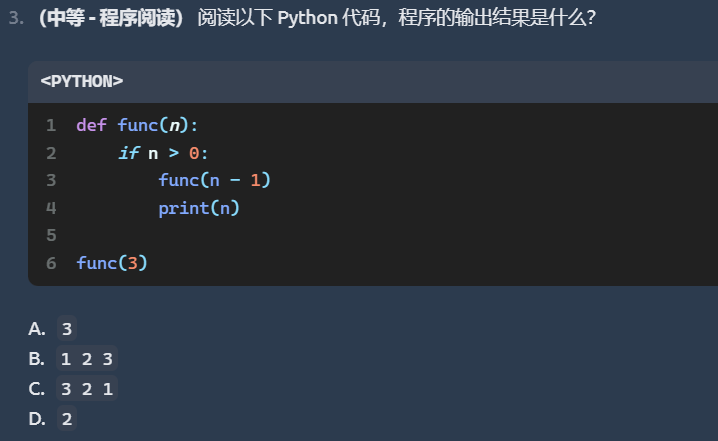 3. (中等 - 程序阅读) 阅读以下 Python 代码，程序的输出结果是什么？
<PYTHON>
1 def func(n):
2     if n > 0:
3         func(n - 1)
4         print(n)
5
6 func(3)
A. 3
B. 1 2 3
C. 3 2 1
D. 2